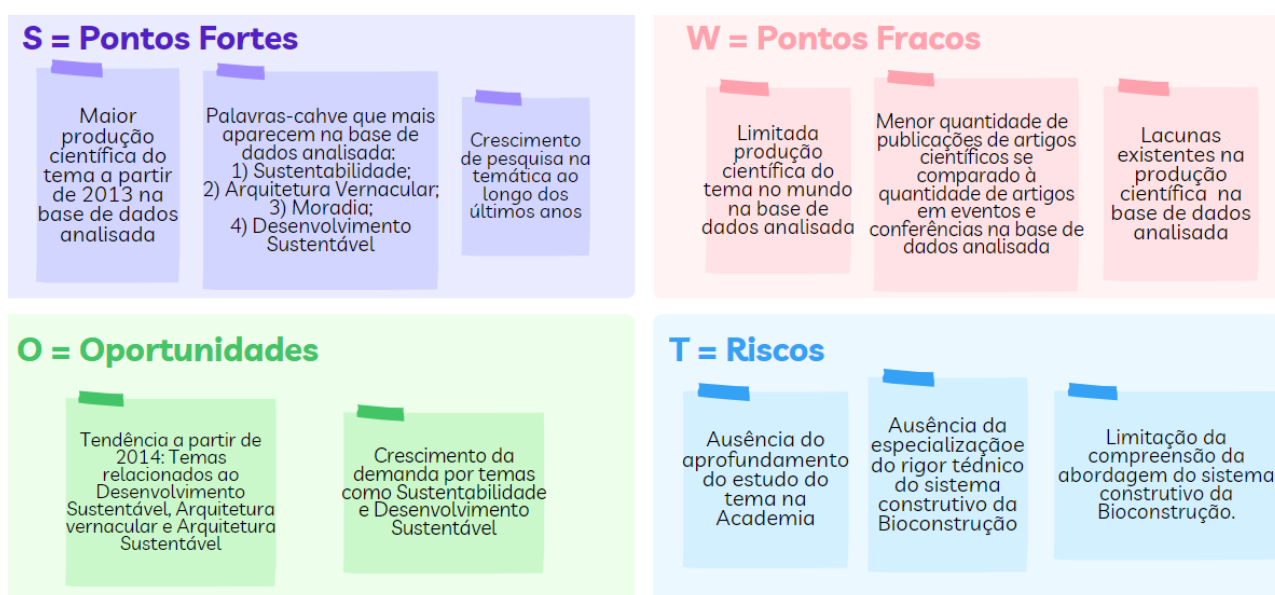 S = Pontos Fortes
Maior
produção
científica do
tema a partir
de 2013 na
base de dados
analisada
Palavras-cahve que mais
aparecem na base de
dados analisada:
1) Sustentabilidade;
2) Arquitetura Vernacular;
3) Moradia;
4) Desenvolvimento
Sustentável
Crescimento
de pesquisa na
temática ao
longo dos
últimos anos
W = Pontos Fracos
Limitada
produção
científica do
tema no mundo
na base de
dados analisada
Menor quantidade de
publicações de artigos
científicos se
comparado à
quantidade de artigos
em eventos e
conferências na base de
dados analisada
Lacunas
existentes na
produção
científica na
base de dados
analisada
O = Oportunidades
Tendência a partir de
2014: Temas
relacionados ao
Desenvolvimento
Sustentável, Arquitetura
vernacular e Arquitetura
Sustentável
Crescimento da
demanda por temas
como Sustentabilidade
e Desenvolvimento
Sustentável
T = Riscos
Ausência do
aprofundamento
do estudo do
tema na
Academia
Ausência da
especializaçãoe
do rigor tédnico
do sistema
construtivo da
Bioconstrução
Limitação da
compreensão da
abordagem do sistema
construtivo da
Bioconstrução.